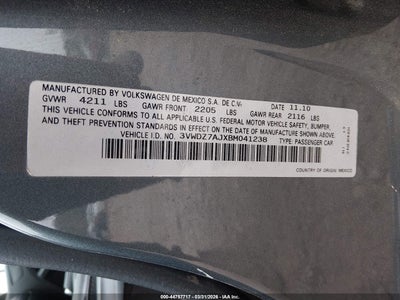 MANUFACTURED BY VOLKSWAGEN DE MEXICO S.A. DE C.V. DATE 11.10
GVWR 4211 LBS GAWR FRONT 2205 LBS GAWR REAR 2116 LBS
THIS VEHICLE CONFORMS TO ALL APPLICABLE U.S. FEDERAL MOTOR VEHICLE SAFETY, BUMPER,
AND THEFT PREVENTION STANDARDS IN EFFECT ON THE DATE OF MANUFACTURE SHOWN ABOVE.
VEHICLE I.D. NO. 3VWDZ7AJXBM041238 TYPE: PASSENGER CAR
COUNTRY OF ORIGIN: MEXICO
000-44757717 - 03/31/2026 - IAA Holdings, LLC